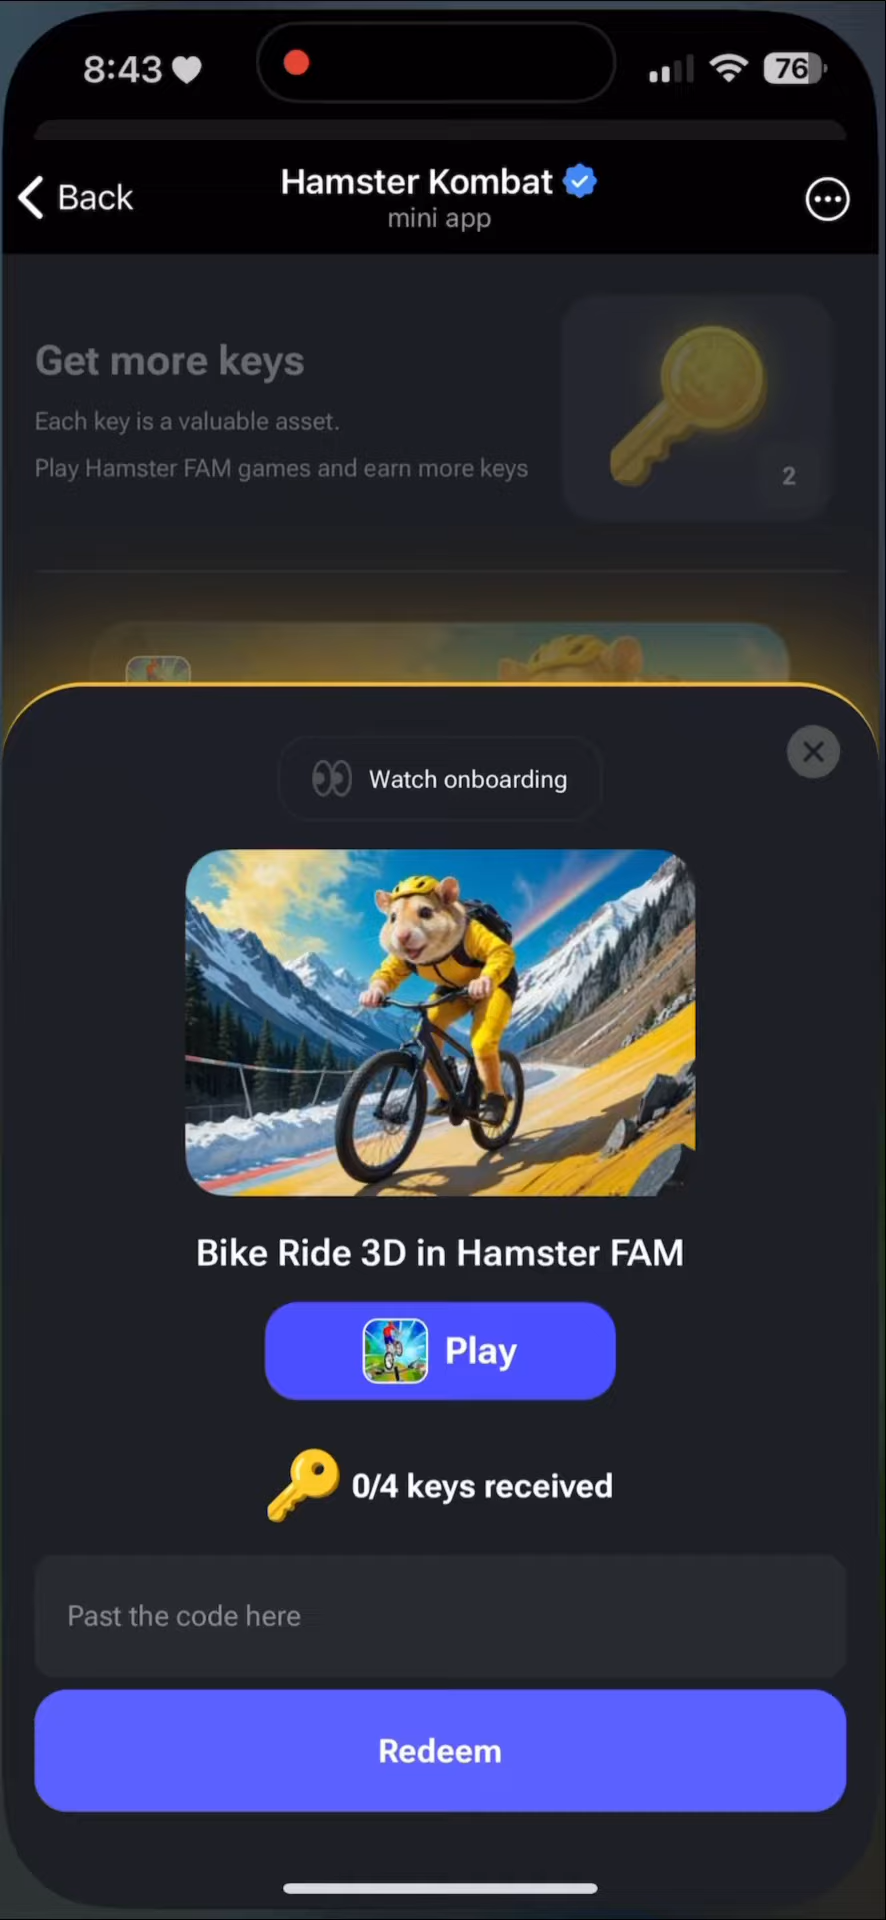 8:43
76
Back
Hamster Kombat
mini app
Get more keys
Each key is a valuable asset.
Play Hamster FAM games and earn more keys
2
Watch onboarding
Bike Ride 3D in Hamster FAM
Play
0/4 keys received
Past the code here
Redeem